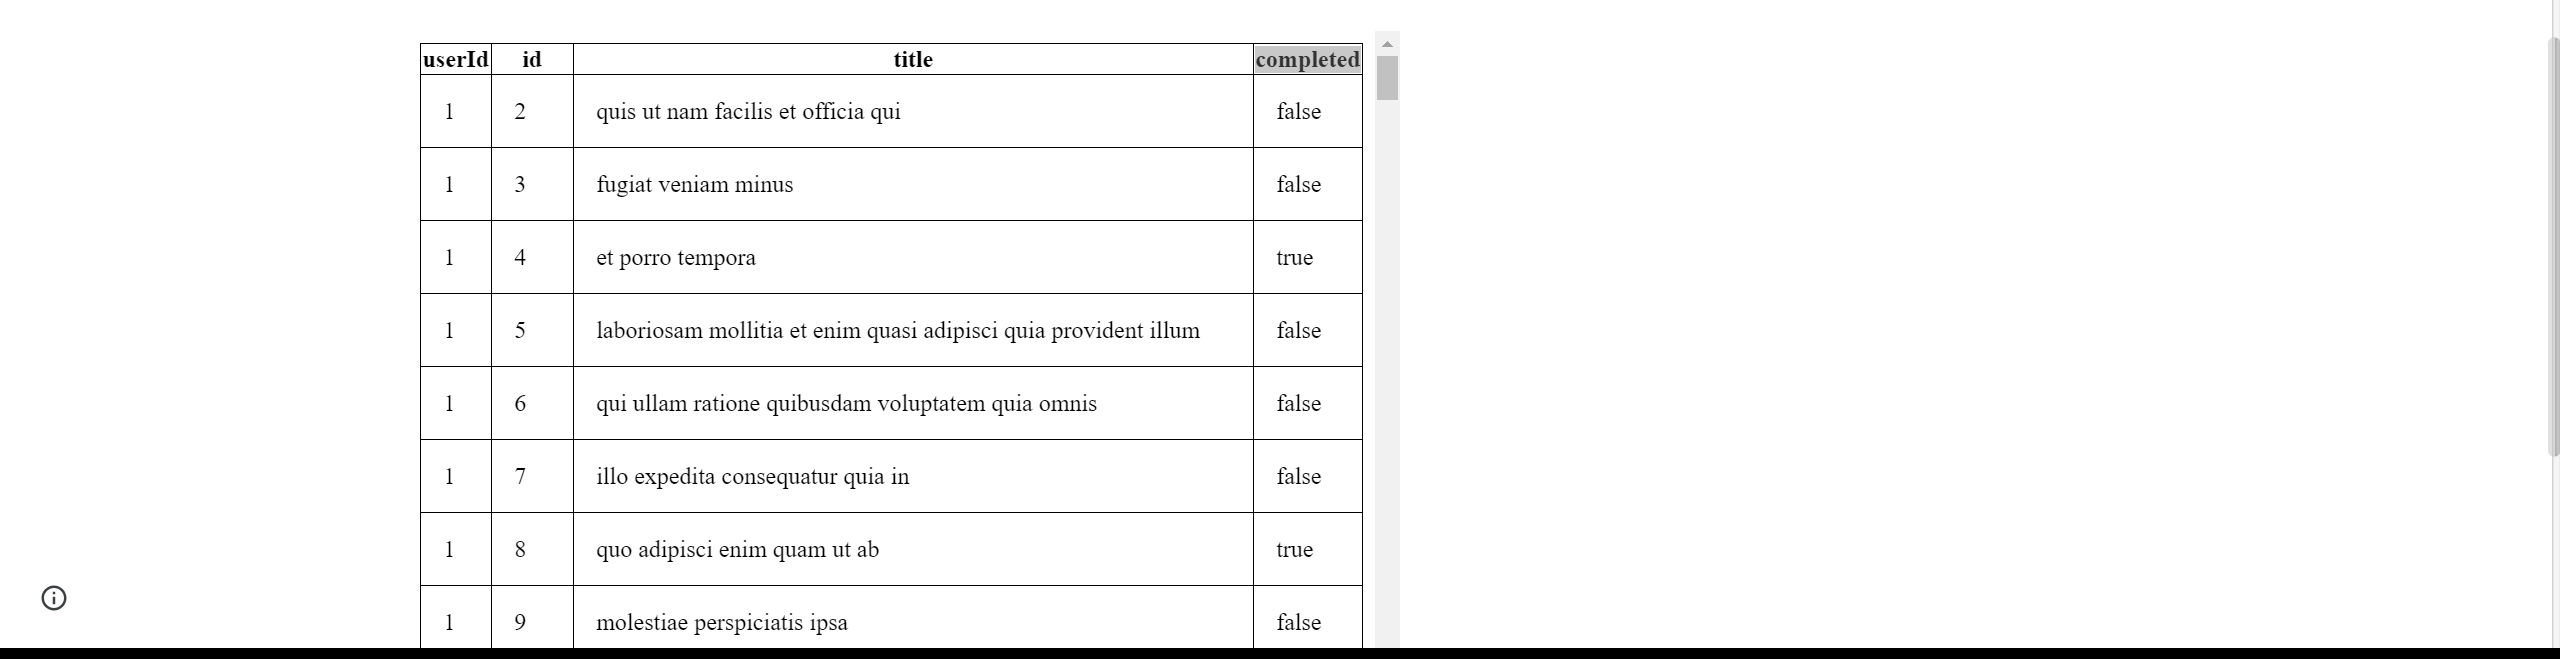 userId id title completed
1 2 quis ut nam facilis et officia qui false
1 3 fugiat veniam minus false
1 4 et porro tempora true
1 5 laboriosam mollitia et enim quasi adipisci quia provident illum false
1 6 qui ullam ratione quibusdam voluptatem quia omnis false
1 7 illo expedita consequatur quia in false
1 8 quo adipisci enim quam ut ab true
1 9 molestiae perspiciatis ipsa false